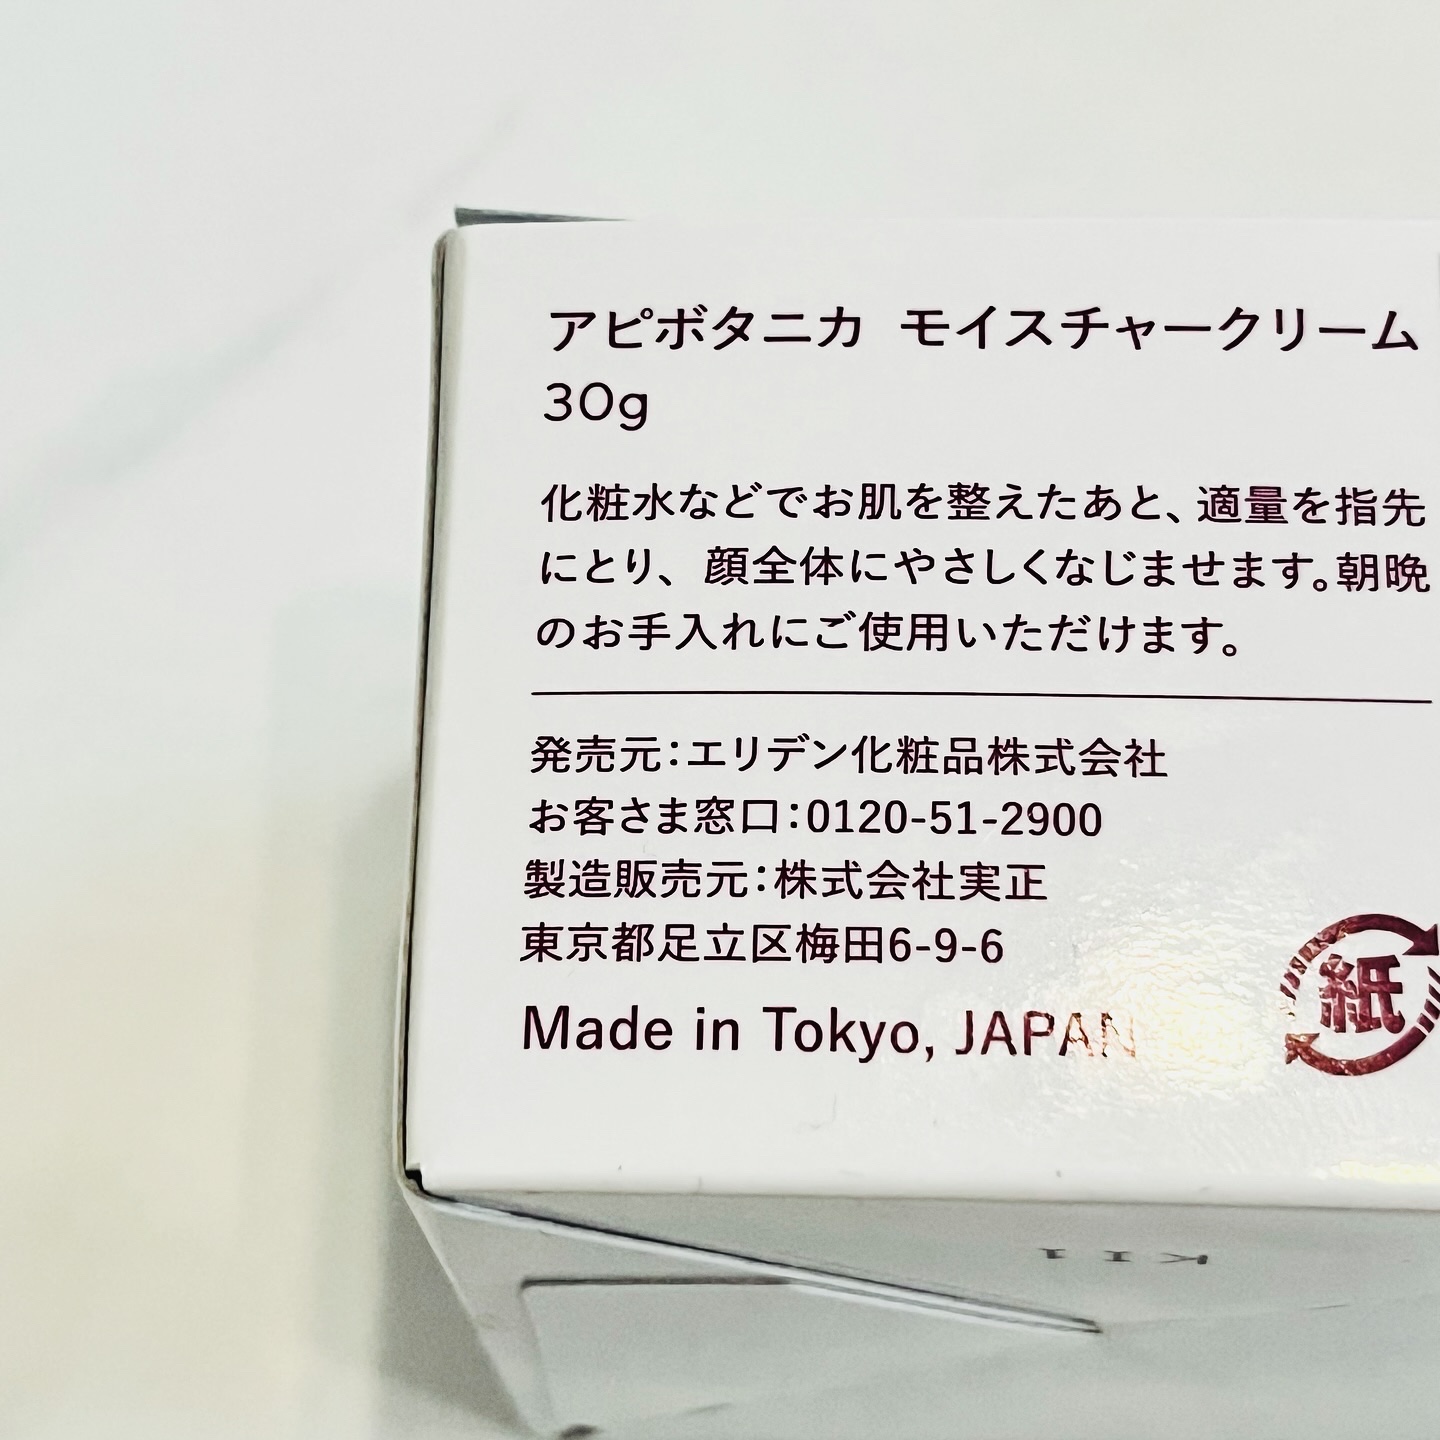 アピボタニカ モイスチャークリーム
30g
化粧水などでお肌を整えたあと、適量を指先
にとり、顔全体にやさしくなじませます。朝晩
のお手入れにご使用いただけます。
発売元：エリデン化粧品株式会社
お客さま窓口：0120-51-2900
製造販売元：株式会社実正
東京都足立区梅田6-9-6
Made in Tokyo, JAPAN
紙